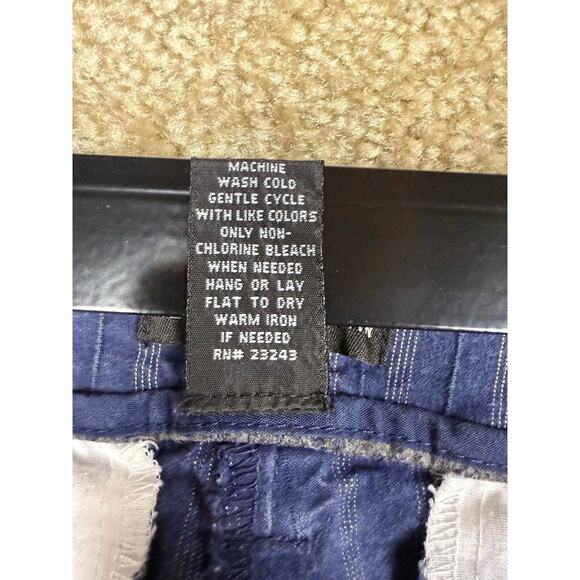 MACHINE
WASH COLD
GENTLE CYCLE
WITH LIKE COLORS
ONLY NON-
CHLORINE BLEACH
WHEN NEEDED
HANG OR LAY
FLAT TO DRY
WARM IRON
IF NEEDED
RN# 23243